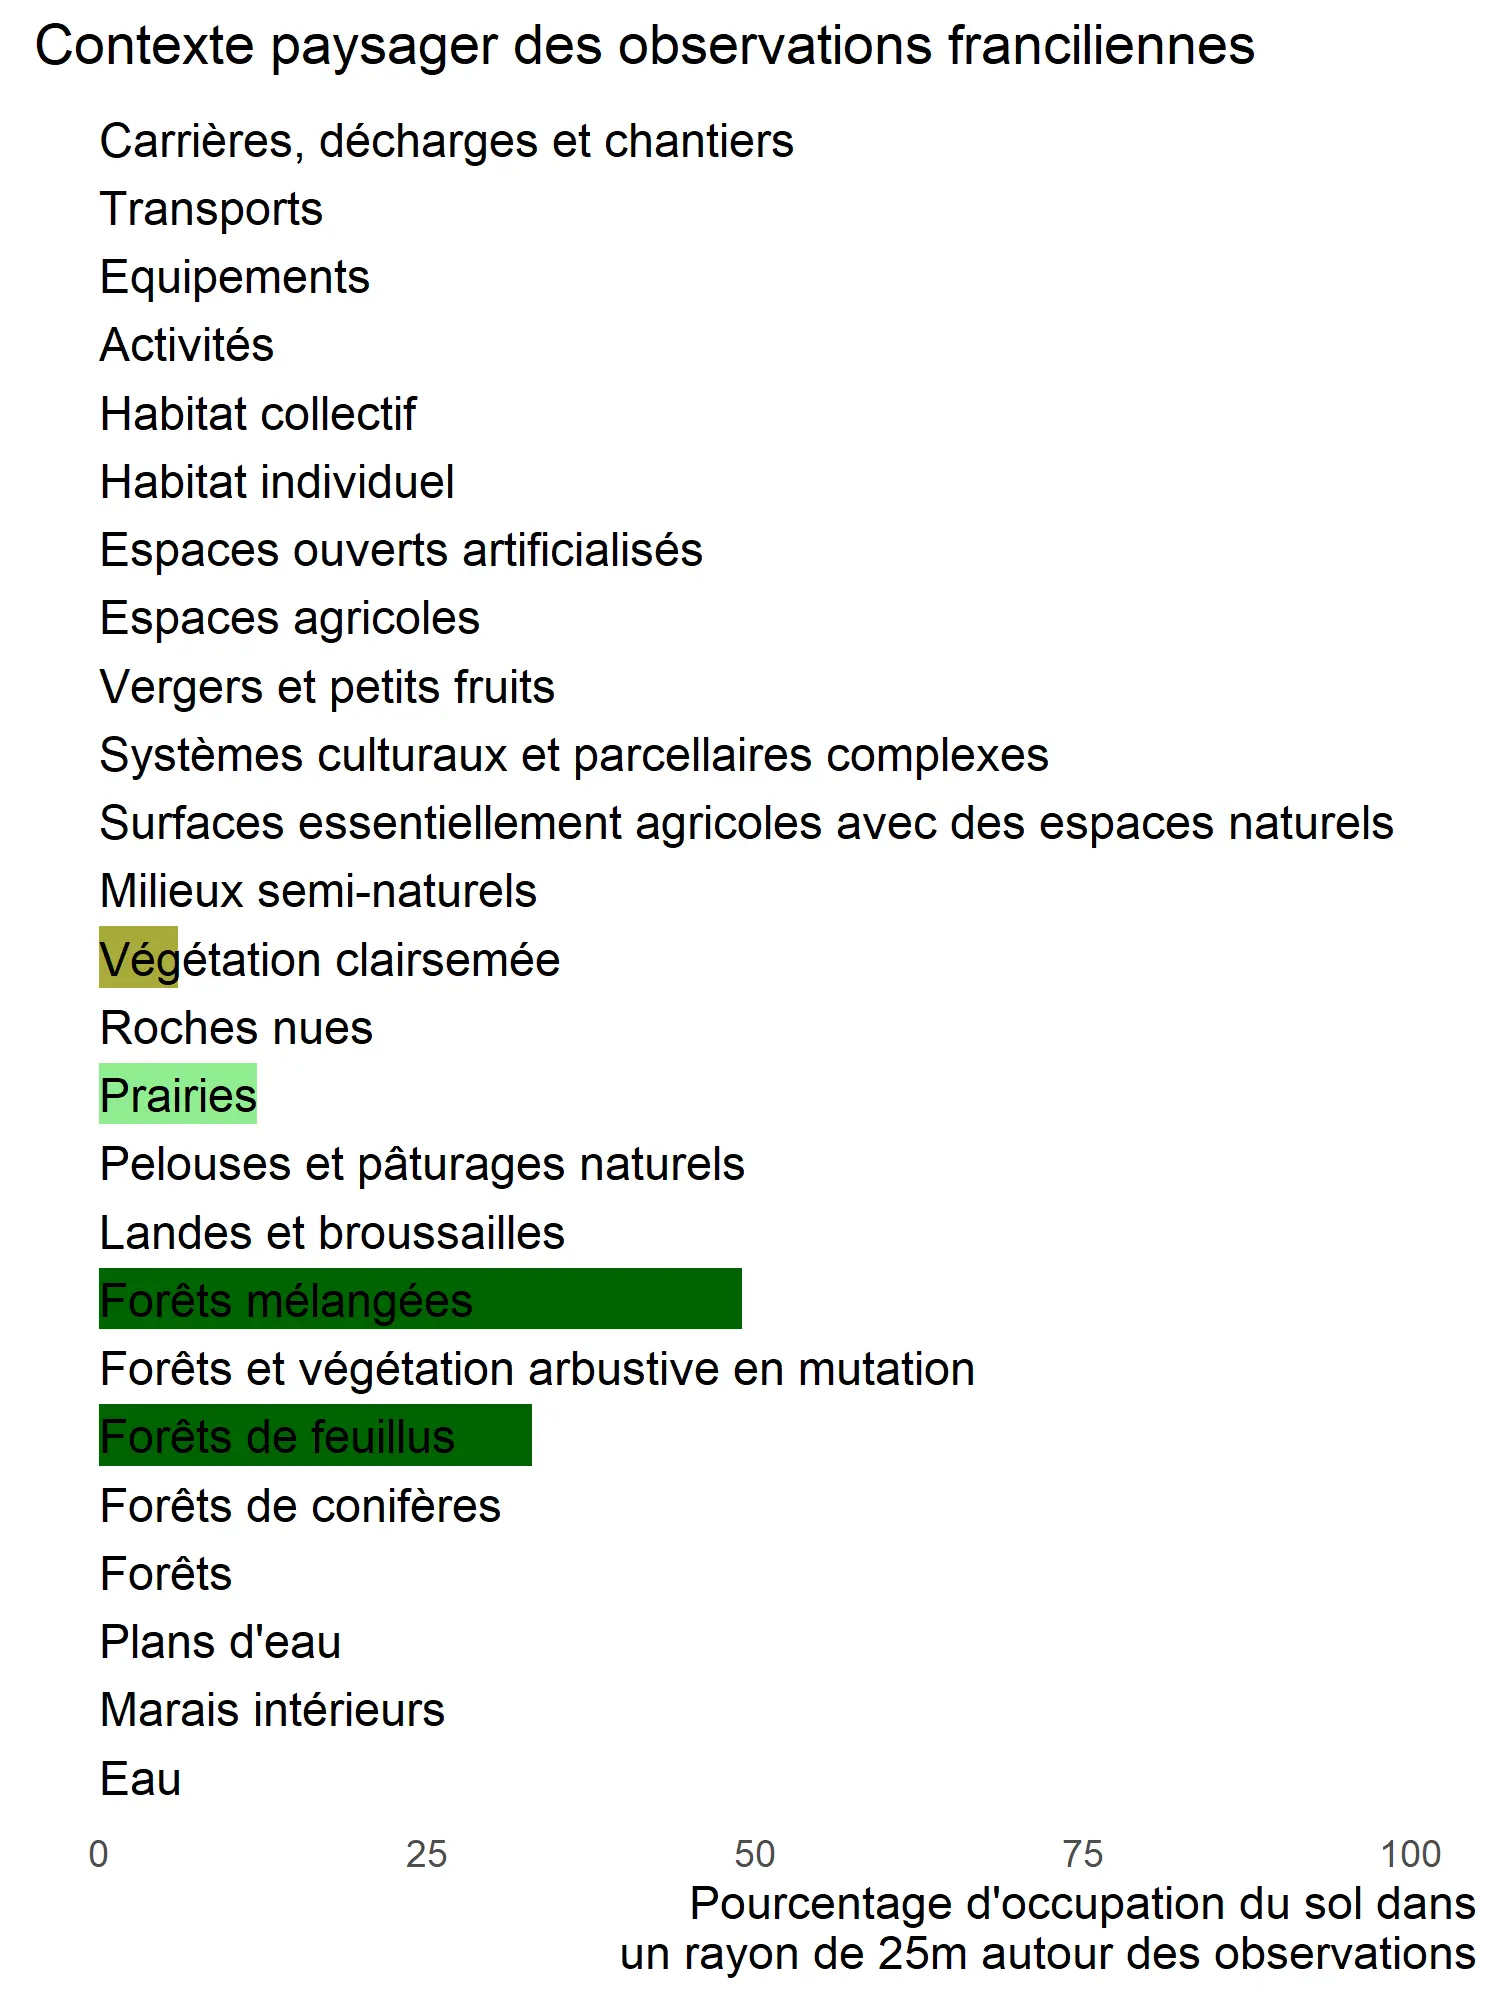 Contexte paysager des observations franciliennes
Carrières, décharges et chantiers
Transports
Equipements
Activités
Habitat collectif
Habitat individuel
Espaces ouverts artificialisés
Espaces agricoles
Vergers et petits fruits
Systèmes culturaux et parcellaires complexes
Surfaces essentiellement agricoles avec des espaces naturels
Milieux semi-naturels
Végétation clairsemée
Roches nues
Prairies
Pelouses et pâturages naturels
Landes et broussailles
Forêts mélangées
Forêts et végétation arbustive en mutation
Forêts de feuillus
Forêts de conifères
Forêts
Plans d'eau
Marais intérieurs
Eau
0 25 50 75 100
Pourcentage d'occupation du sol dans
un rayon de 25m autour des observations